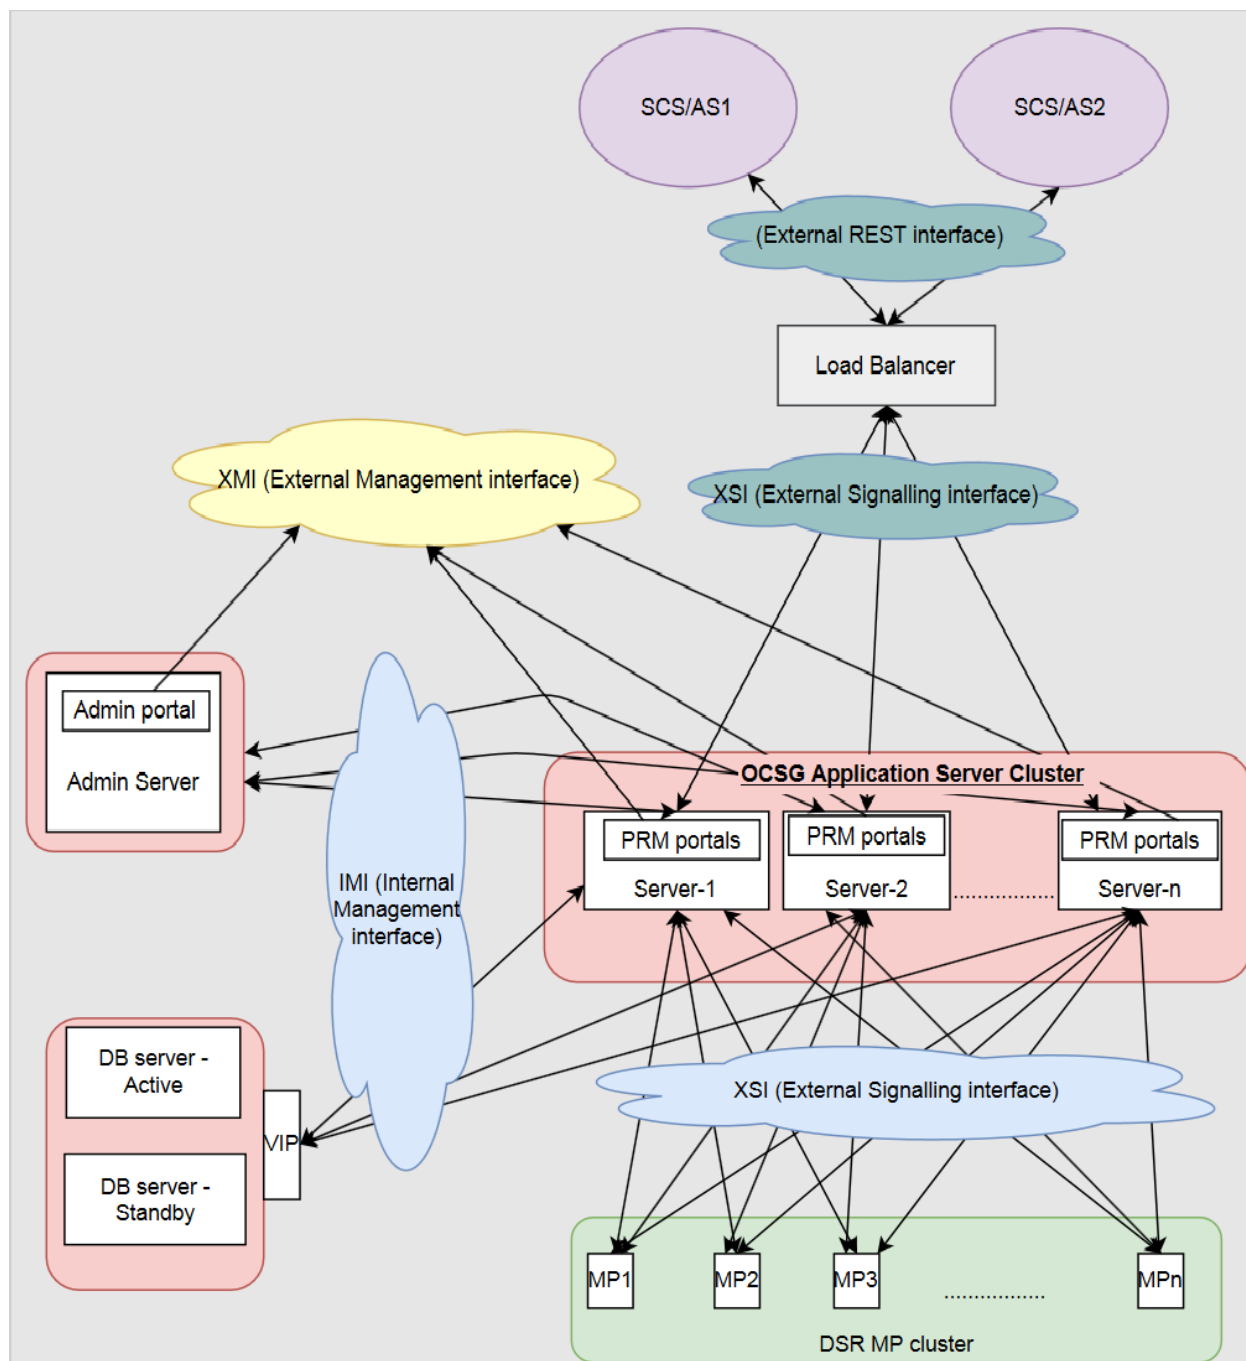 SCS/AS1
SCS/AS2
(External REST interface)
Load Balancer
XMI (External Management interface)
XSI (External Signalling interface)
Admin portal
Admin Server
OCSG Application Server Cluster
PRM portals
PRM portals
PRM portals
Server-1
Server-2
..................
Server-n
IMI (Internal
Management
interface)
DB server -
Active
VIP
DB server -
Standby
XSI (External Signalling interface)
MP1
MP2
MP3
..................
MPn
DSR MP cluster